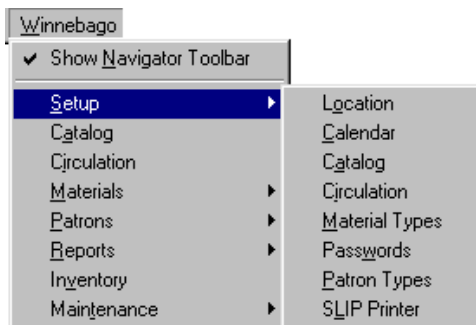 Winnebago
Show Navigator Toolbar
Setup
Catalog
Circulation
Materials
Patrons
Reports
Inventory
Maintenance
Location
Calendar
Catalog
Circulation
Material Types
Passwords
Patron Types
SLIP Printer